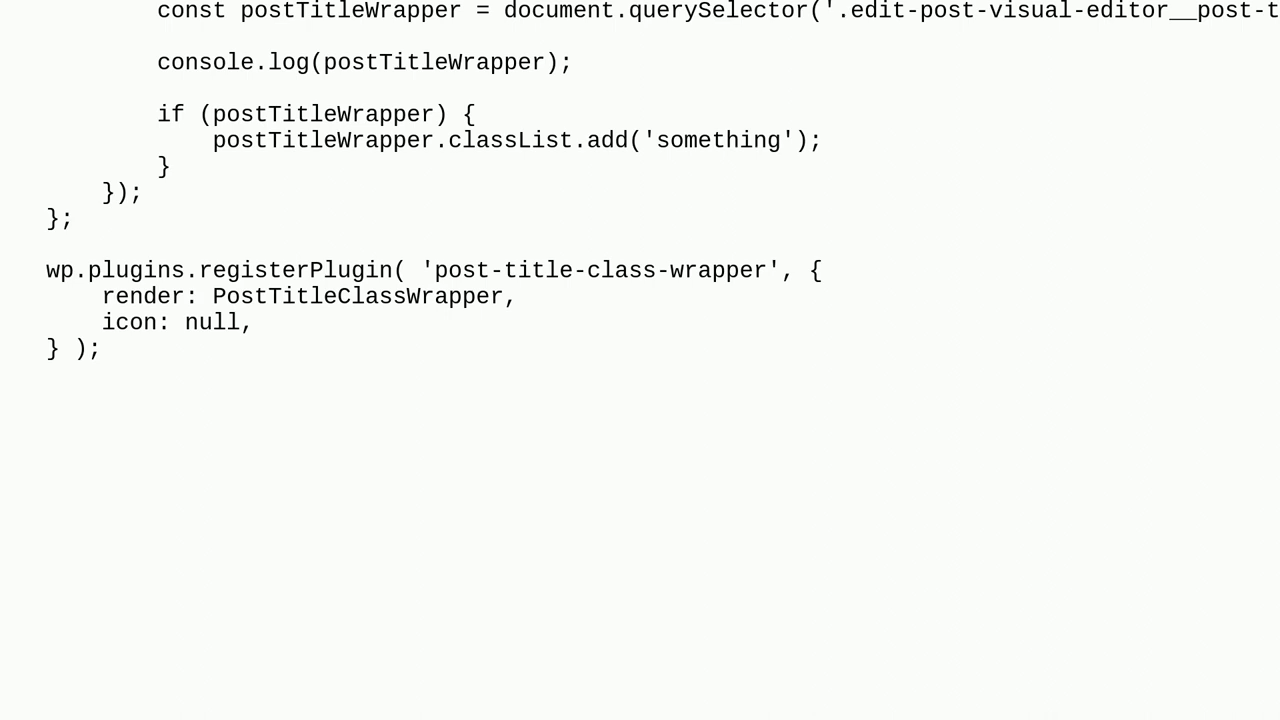 const postTitleWrapper = document.querySelector('.edit-post-visual-editor__post-t
console.log(postTitleWrapper);
if (postTitleWrapper) {
postTitleWrapper.classList.add('something');
}
});
};
wp.plugins.registerPlugin( 'post-title-class-wrapper', {
render: PostTitleClassWrapper,
icon: null,
} );